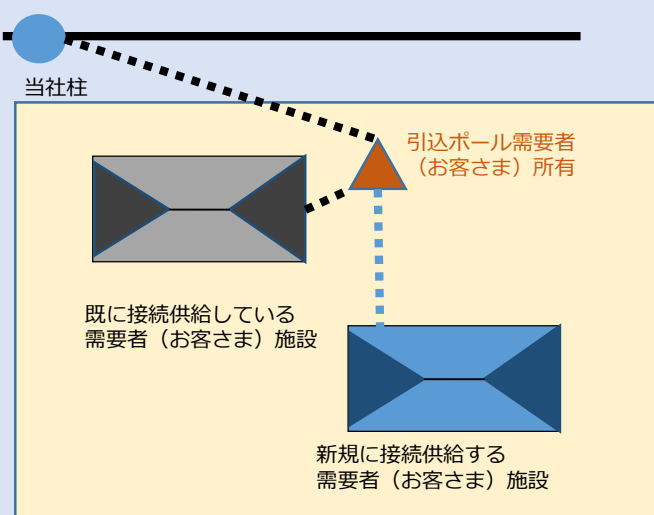 当社柱
引込ポール需要者
（お客さま）所有
既に接続供給している
需要者（お客さま）施設
新規に接続供給する
需要者（お客さま）施設